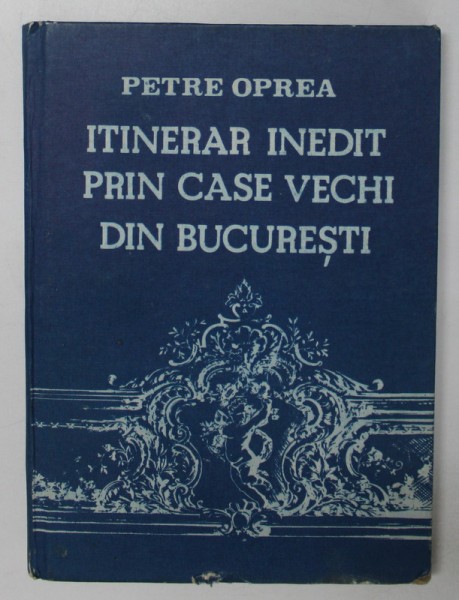 PETRE OPREA
ITINERAR INEDIT
PRIN CASE VECHI
DIN BUCUREȘTI